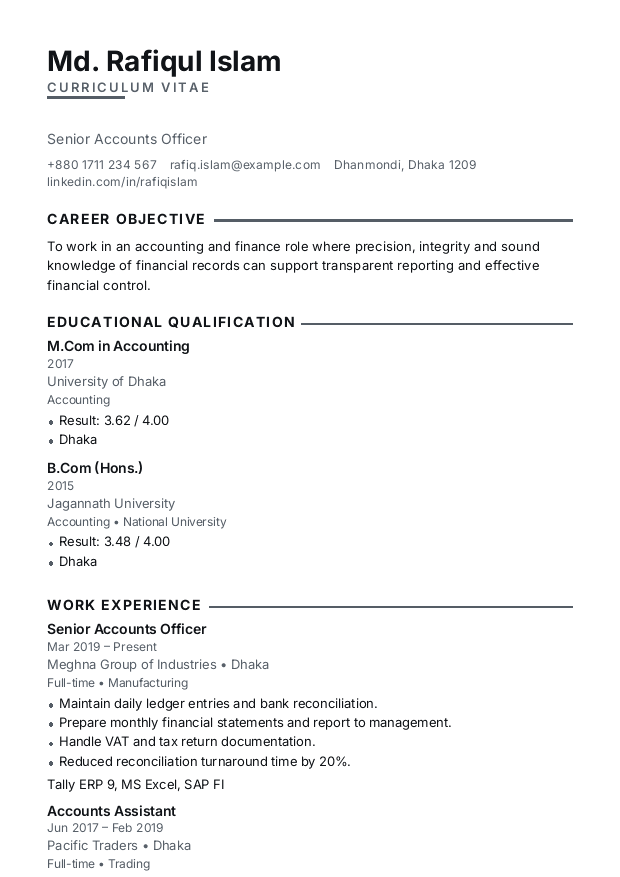 Md. Rafiqul Islam
CURRICULUM VITAE
Senior Accounts Officer
+880 1711 234 567 rafiq.islam@example.com Dhanmondi, Dhaka 1209
linkedin.com/in/rafiqislam
CAREER OBJECTIVE
To work in an accounting and finance role where precision, integrity and sound
knowledge of financial records can support transparent reporting and effective
financial control.
EDUCATIONAL QUALIFICATION
M.Com in Accounting
2017
University of Dhaka
Accounting
• Result: 3.62 / 4.00
• Dhaka
B.Com (Hons.)
2015
Jagannath University
Accounting • National University
• Result: 3.48 / 4.00
• Dhaka
WORK EXPERIENCE
Senior Accounts Officer
Mar 2019 – Present
Meghna Group of Industries • Dhaka
Full-time • Manufacturing
• Maintain daily ledger entries and bank reconciliation.
• Prepare monthly financial statements and report to management.
• Handle VAT and tax return documentation.
• Reduced reconciliation turnaround time by 20%.
Tally ERP 9, MS Excel, SAP FI
Accounts Assistant
Jun 2017 – Feb 2019
Pacific Traders • Dhaka
Full-time • Trading